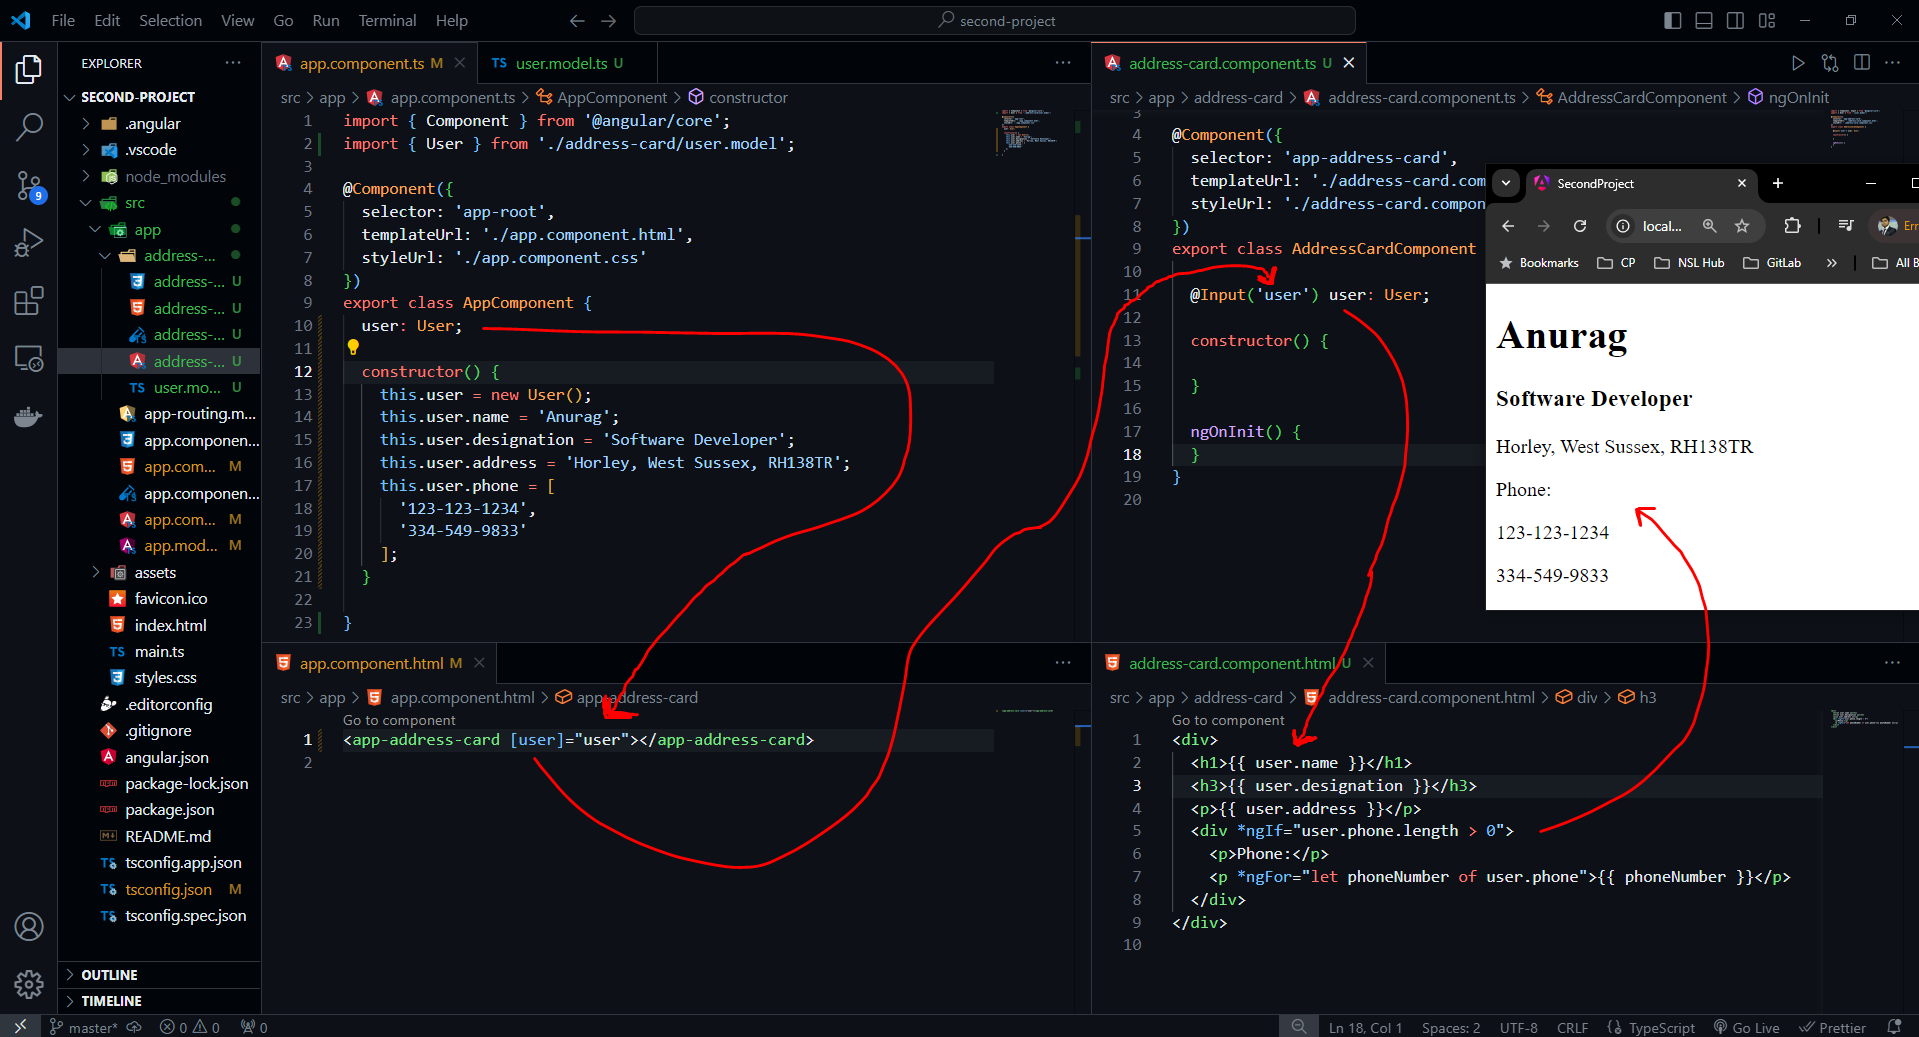 File Edit Selection View Go Run Terminal Help
second-project
EXPLORER
SECOND-PROJECT
.angular
.vscode
node_modules
src
app
address-...
address-... U
address-... U
address-... U
address-... U
user.mo... U
app-routing.m...
app.componen...
app.com... M
app.componen...
app.com... M
app.mod... M
assets
favicon.ico
index.html
TS main.ts
styles.css
.editorconfig
.gitignore
angular.json
package-lock.json
package.json
README.md
tsconfig.app.json
tsconfig.json M
tsconfig.spec.json
OUTLINE
TIMELINE
9
app.component.ts M
TS user.model.ts U
src > app > app.component.ts > AppComponent > constructor
1 import { Component } from '@angular/core';
2 import { User } from './address-card/user.model';
3
4 @Component({
5 selector: 'app-root',
6 templateUrl: './app.component.html',
7 styleUrl: './app.component.css'
8 })
9 export class AppComponent {
10 user: User;
11
12 constructor() {
13 this.user = new User();
14 this.user.name = 'Anurag';
15 this.user.designation = 'Software Developer';
16 this.user.address = 'Horley, West Sussex, RH138TR';
17 this.user.phone = [
18 '123-123-1234',
19 '334-549-9833'
20 ];
21 }
22
23 }
app.component.html M
src > app > app.component.html > app-address-card
Go to component
1 <app-address-card [user]="user"></app-address-card>
2
address-card.component.ts U
src > app > address-card > address-card.component.ts > AddressCardComponent > ngOnInit
3
4 @Component({
5 selector: 'app-address-card',
6 templateUrl: './address-card.com
7 styleUrl: './address-card.compon
8 })
9 export class AddressCardComponent
10
11 @Input('user') user: User;
12
13 constructor() {
14
15 }
16
17 ngOnInit() {
18 }
19 }
20
SecondProject
local...
Err
Bookmarks CP NSL Hub GitLab » All B
Anurag
Software Developer
Horley, West Sussex, RH138TR
Phone:
123-123-1234
334-549-9833
address-card.component.html U
src > app > address-card > address-card.component.html > div > h3
Go to component
1 <div>
2 <h1>{{ user.name }}</h1>
3 <h3>{{ user.designation }}</h3>
4 <p>{{ user.address }}</p>
5 <div *ngIf="user.phone.length > 0">
6 <p>Phone:</p>
7 <p *ngFor="let phoneNumber of user.phone">{{ phoneNumber }}</p>
8 </div>
9 </div>
10
master* 0 0 0
Ln 18, Col 1 Spaces: 2 UTF-8 CRLF {} TypeScript Go Live Prettier